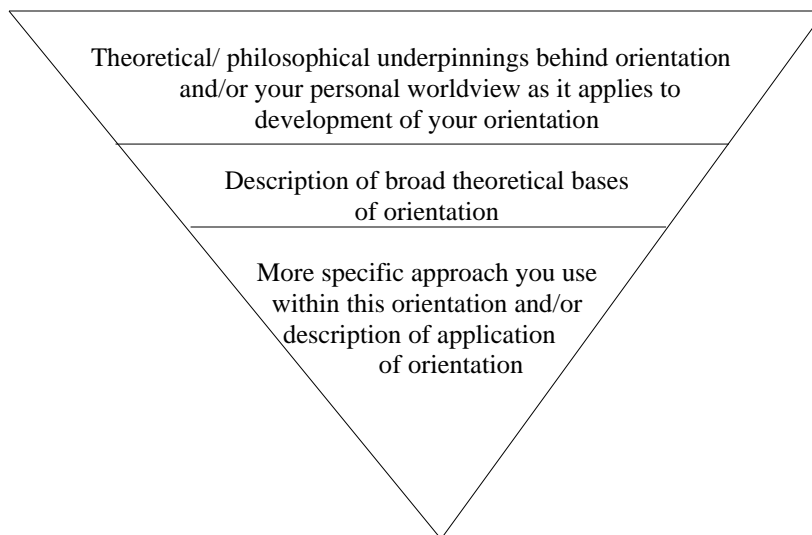 Theoretical/ philosophical underpinnings behind orientation
and/or your personal worldview as it applies to
development of your orientation
Description of broad theoretical bases
of orientation
More specific approach you use
within this orientation and/or
description of application
of orientation